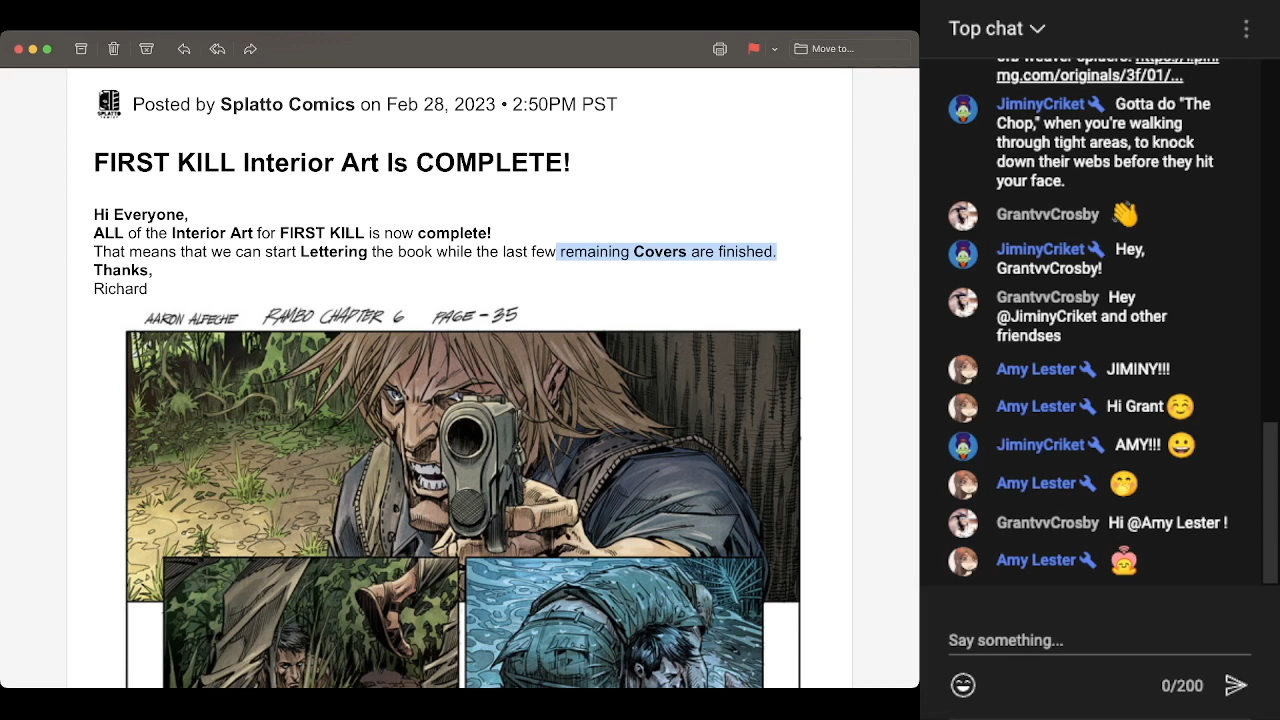 Move to...
Posted by Splatto Comics on Feb 28, 2023 • 2:50PM PST
FIRST KILL Interior Art Is COMPLETE!
Hi Everyone,
ALL of the Interior Art for FIRST KILL is now complete!
That means that we can start Lettering the book while the last few remaining Covers are finished.
Thanks,
Richard
AARON ALFECHE RAMBO CHAPTER 6 PAGE - 35
Top chat
mg.com/originals/3f/01/...
JiminyCriket Gotta do "The
Chop," when you're walking
through tight areas, to knock
down their webs before they hit
your face.
GrantvvCrosby
JiminyCriket Hey,
GrantvvCrosby!
GrantvvCrosby Hey
@JiminyCriket and other
friendses
Amy Lester JIMINY!!!
Amy Lester Hi Grant
JiminyCriket AMY!!!
Amy Lester
GrantvvCrosby Hi @Amy Lester !
Amy Lester
Say something...
0/200